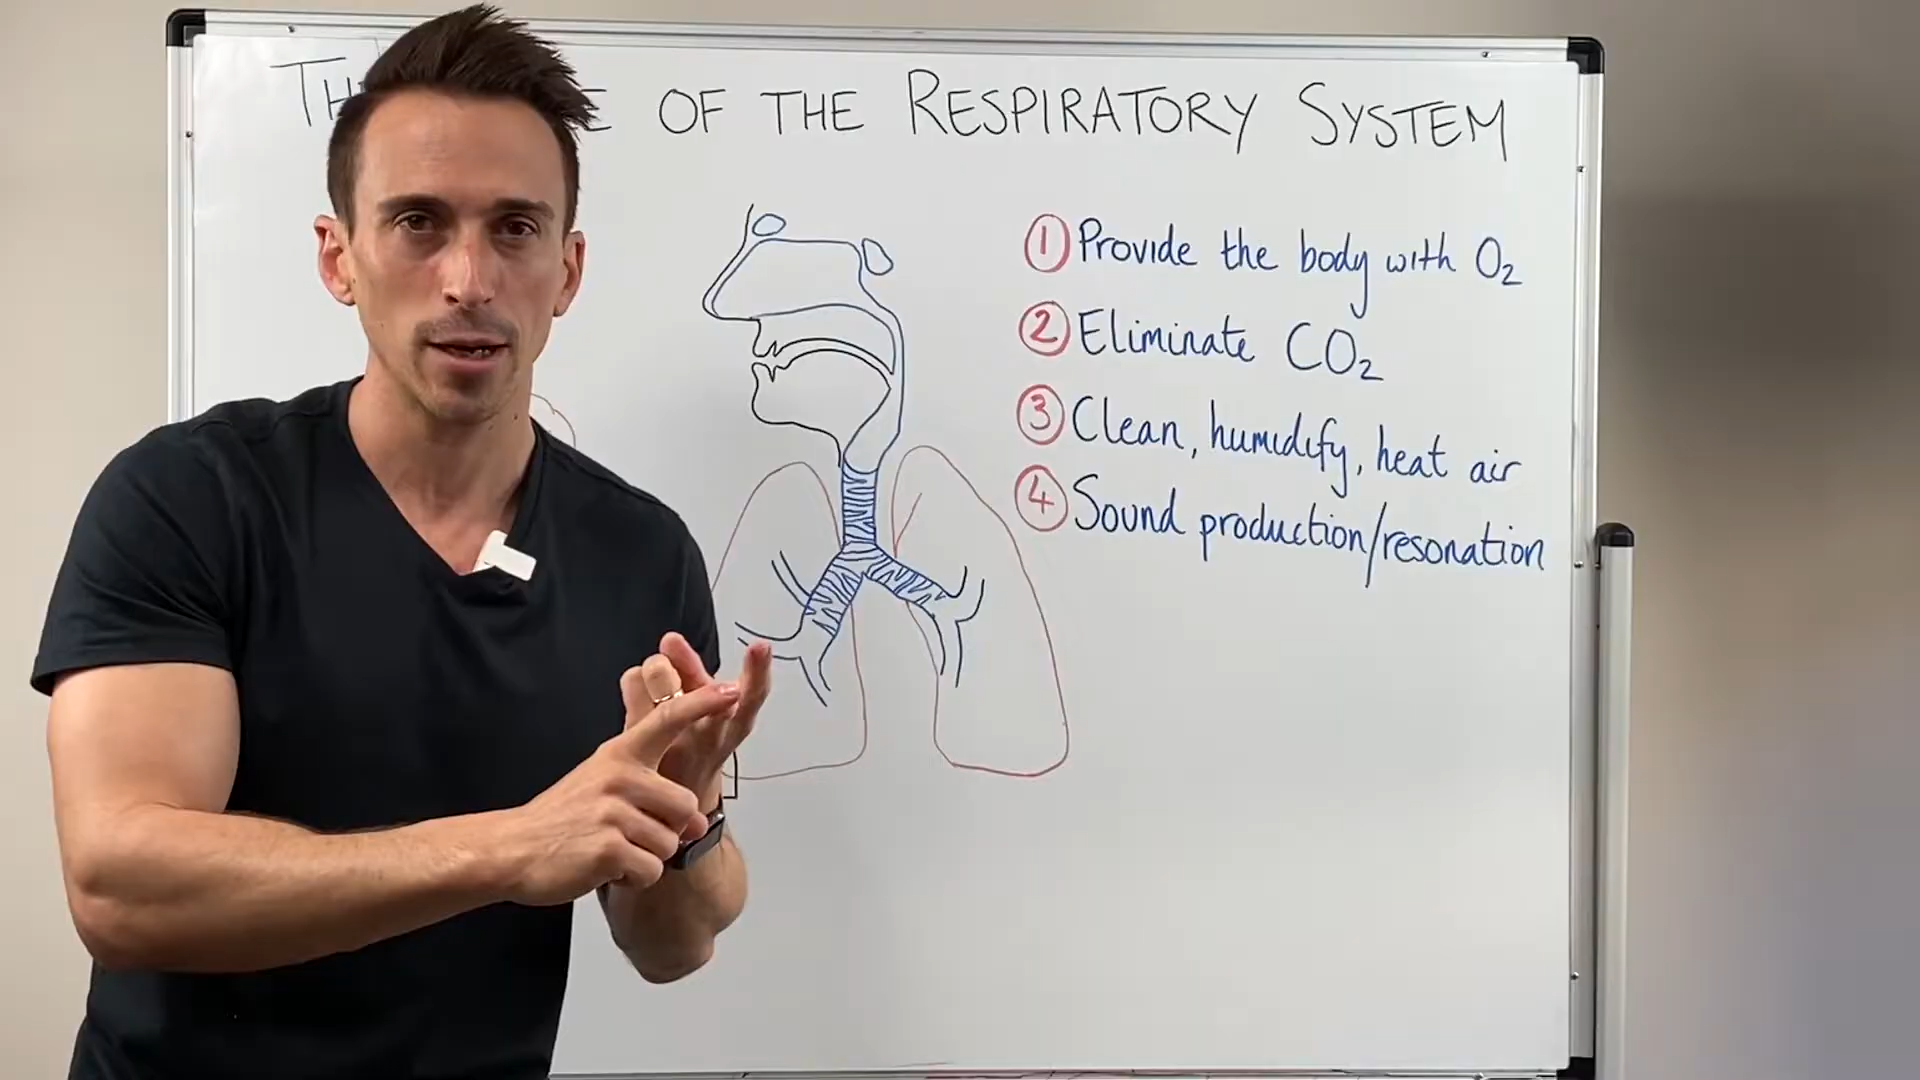 TH E OF THE RESPIRATORY SYSTEM
① Provide the body with O₂
② Eliminate CO₂
③ Clean, humidify, heat air
④ Sound production/resonation